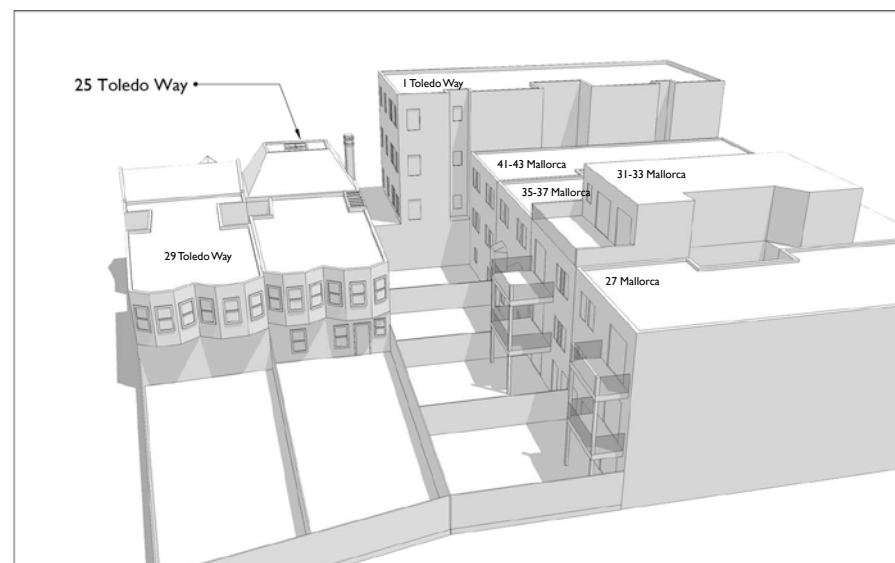 1 Toledo Way
25 Toledo Way
41-43 Mallorca
31-33 Mallorca
35-37 Mallorca
29 Toledo Way
27 Mallorca